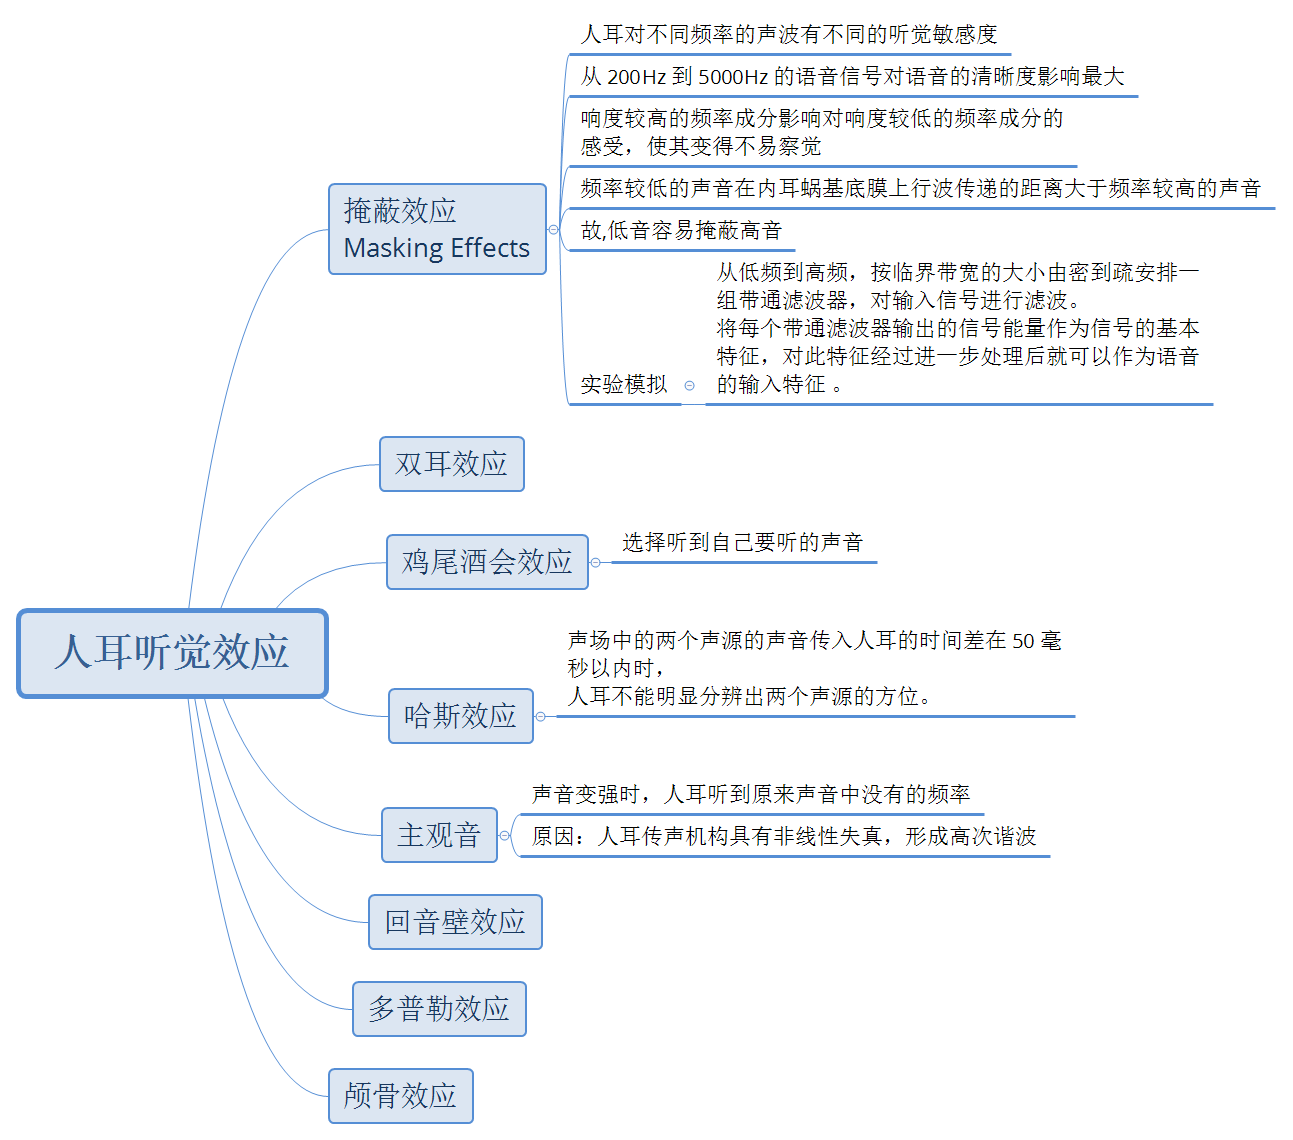 人耳听觉效应
掩蔽效应
Masking Effects
人耳对不同频率的声波有不同的听觉敏感度
从 200Hz 到 5000Hz 的语音信号对语音的清晰度影响最大
响度较高的频率成分影响对响度较低的频率成分的
感受，使其变得不易察觉
频率较低的声音在内耳蜗基底膜上行波传递的距离大于频率较高的声音
故,低音容易掩蔽高音
实验模拟
从低频到高频，按临界带宽的大小由密到疏安排一
组带通滤波器，对输入信号进行滤波。
将每个带通滤波器输出的信号能量作为信号的基本
特征，对此特征经过进一步处理后就可以作为语音
的输入特征 。
双耳效应
鸡尾酒会效应
选择听到自己要听的声音
哈斯效应
声场中的两个声源的声音传入人耳的时间差在 50 毫
秒以内时，
人耳不能明显分辨出两个声源的方位。
主观音
声音变强时，人耳听到原来声音中没有的频率
原因：人耳传声机构具有非线性失真，形成高次谐波
回音壁效应
多普勒效应
颅骨效应